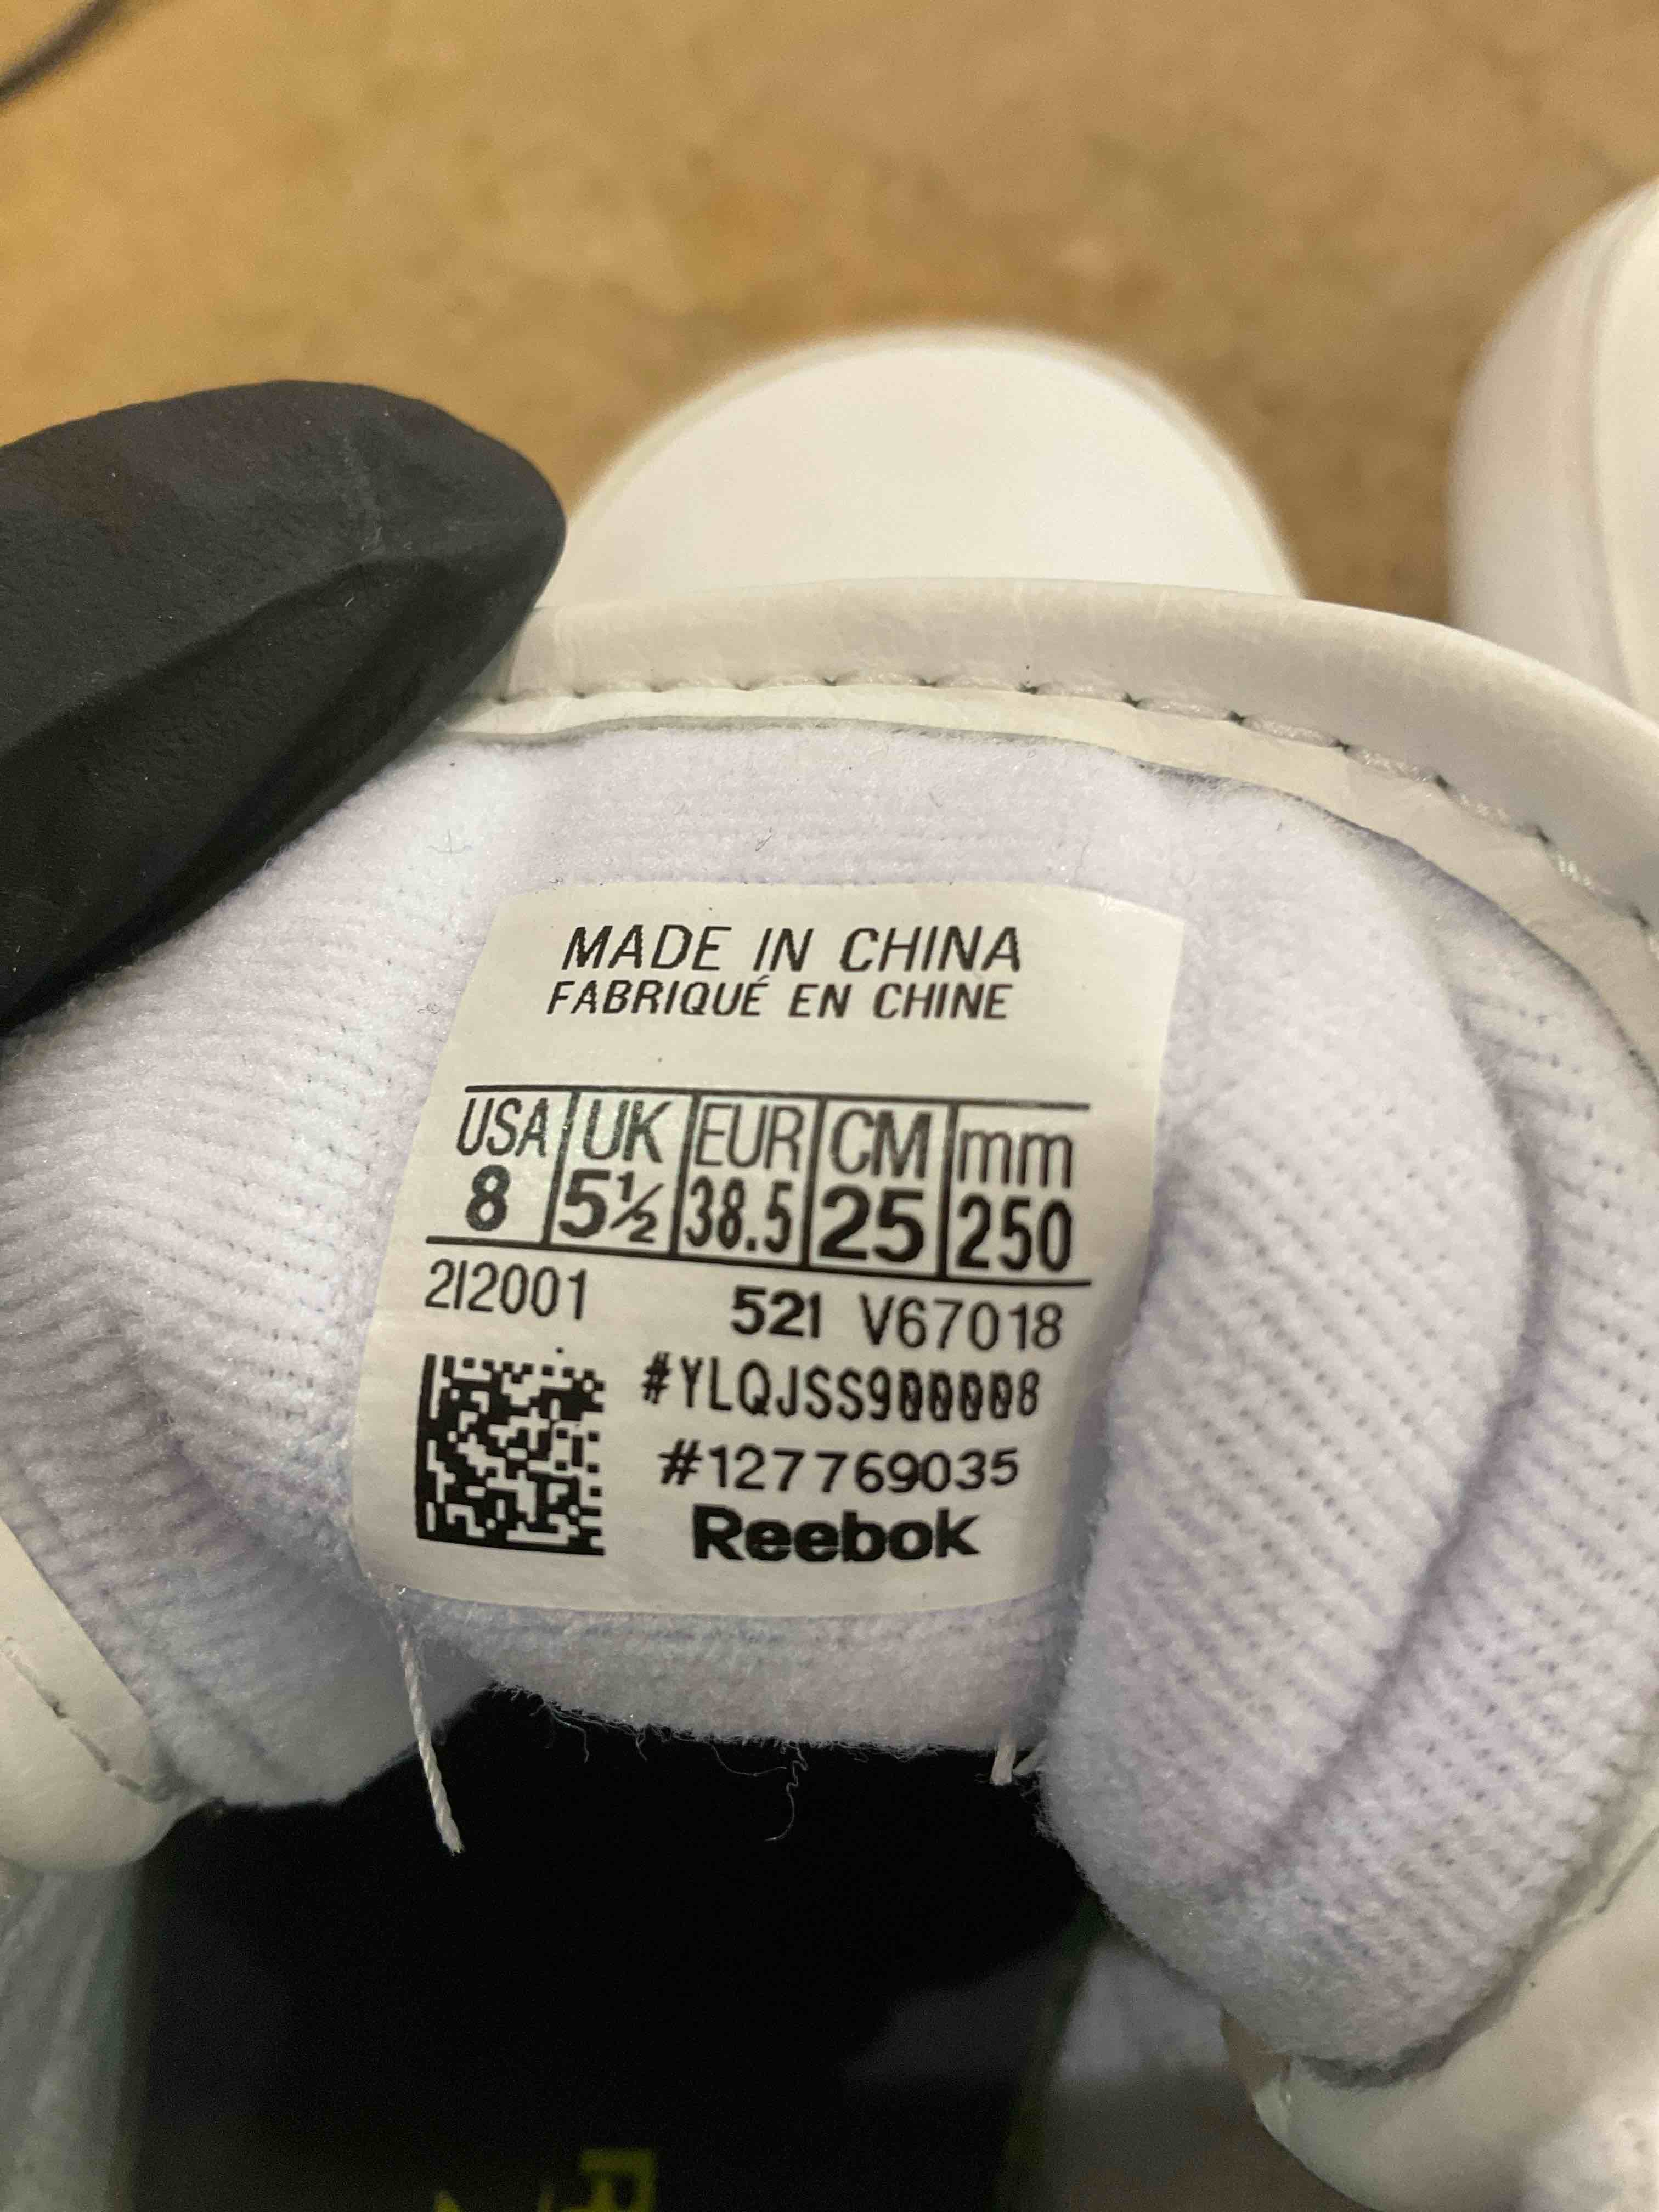 MADE IN CHINA
FABRIQUÉ EN CHINE
USA UK EUR CM mm
8 5½ 38.5 25 250
2I2001 52I V67018
#YLQJSS900008
#127769035
Reebok